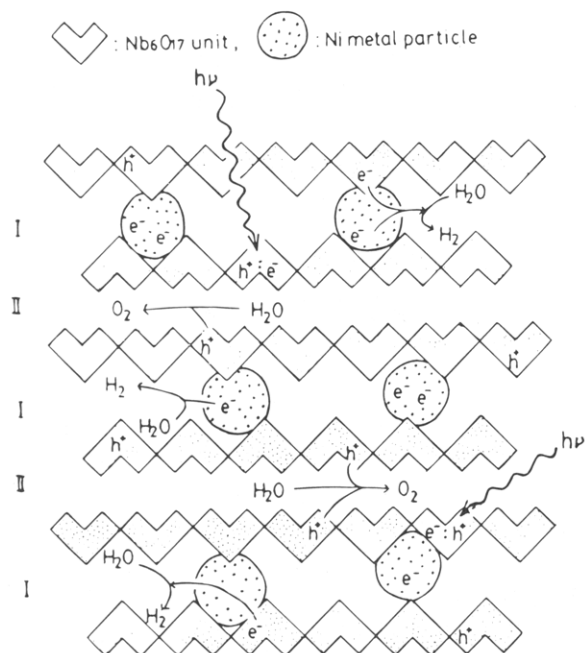 : Nb6O17 unit, : Ni metal particle
hν
h+
e-
H2O
I
e- e-
e-
H2
h+ : e-
II
O2
H2O
h+
h+
H2
I
e-
e- e-
H2O
h+
h+
hν
II
H2O
O2
h+
e- : h+
H2O
e-
I
H2
e-
h+